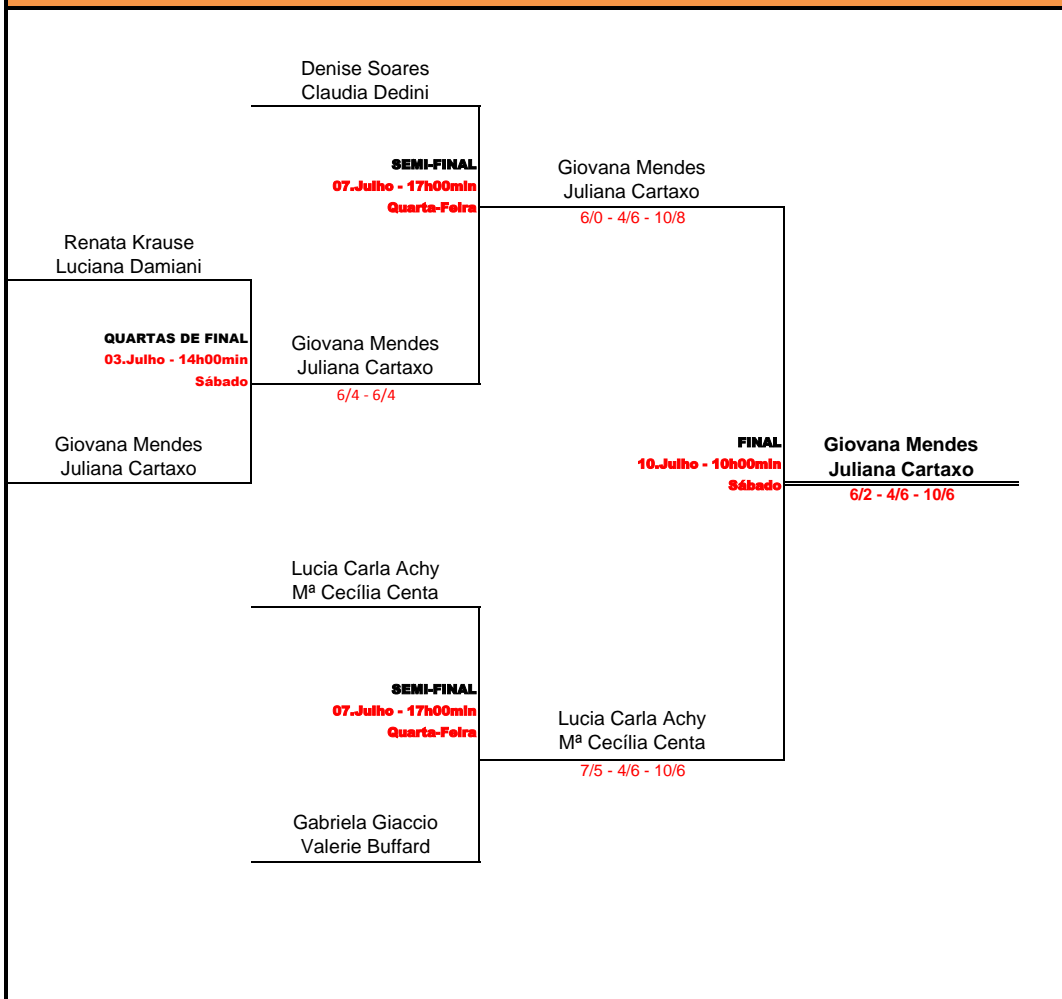 Denise Soares
Claudia Dedini
SEMI-FINAL
07.Julho - 17h00min
Quarta-Feira
Giovana Mendes
Juliana Cartaxo
6/0 - 4/6 - 10/8
Renata Krause
Luciana Damiani
QUARTAS DE FINAL
03.Julho - 14h00min
Sábado
Giovana Mendes
Juliana Cartaxo
6/4 - 6/4
Giovana Mendes
Juliana Cartaxo
FINAL
10.Julho - 10h00min
Sábado
Giovana Mendes
Juliana Cartaxo
6/2 - 4/6 - 10/6
Lucia Carla Achy
Mª Cecília Centa
SEMI-FINAL
07.Julho - 17h00min
Quarta-Feira
Lucia Carla Achy
Mª Cecília Centa
7/5 - 4/6 - 10/6
Gabriela Giaccio
Valerie Buffard